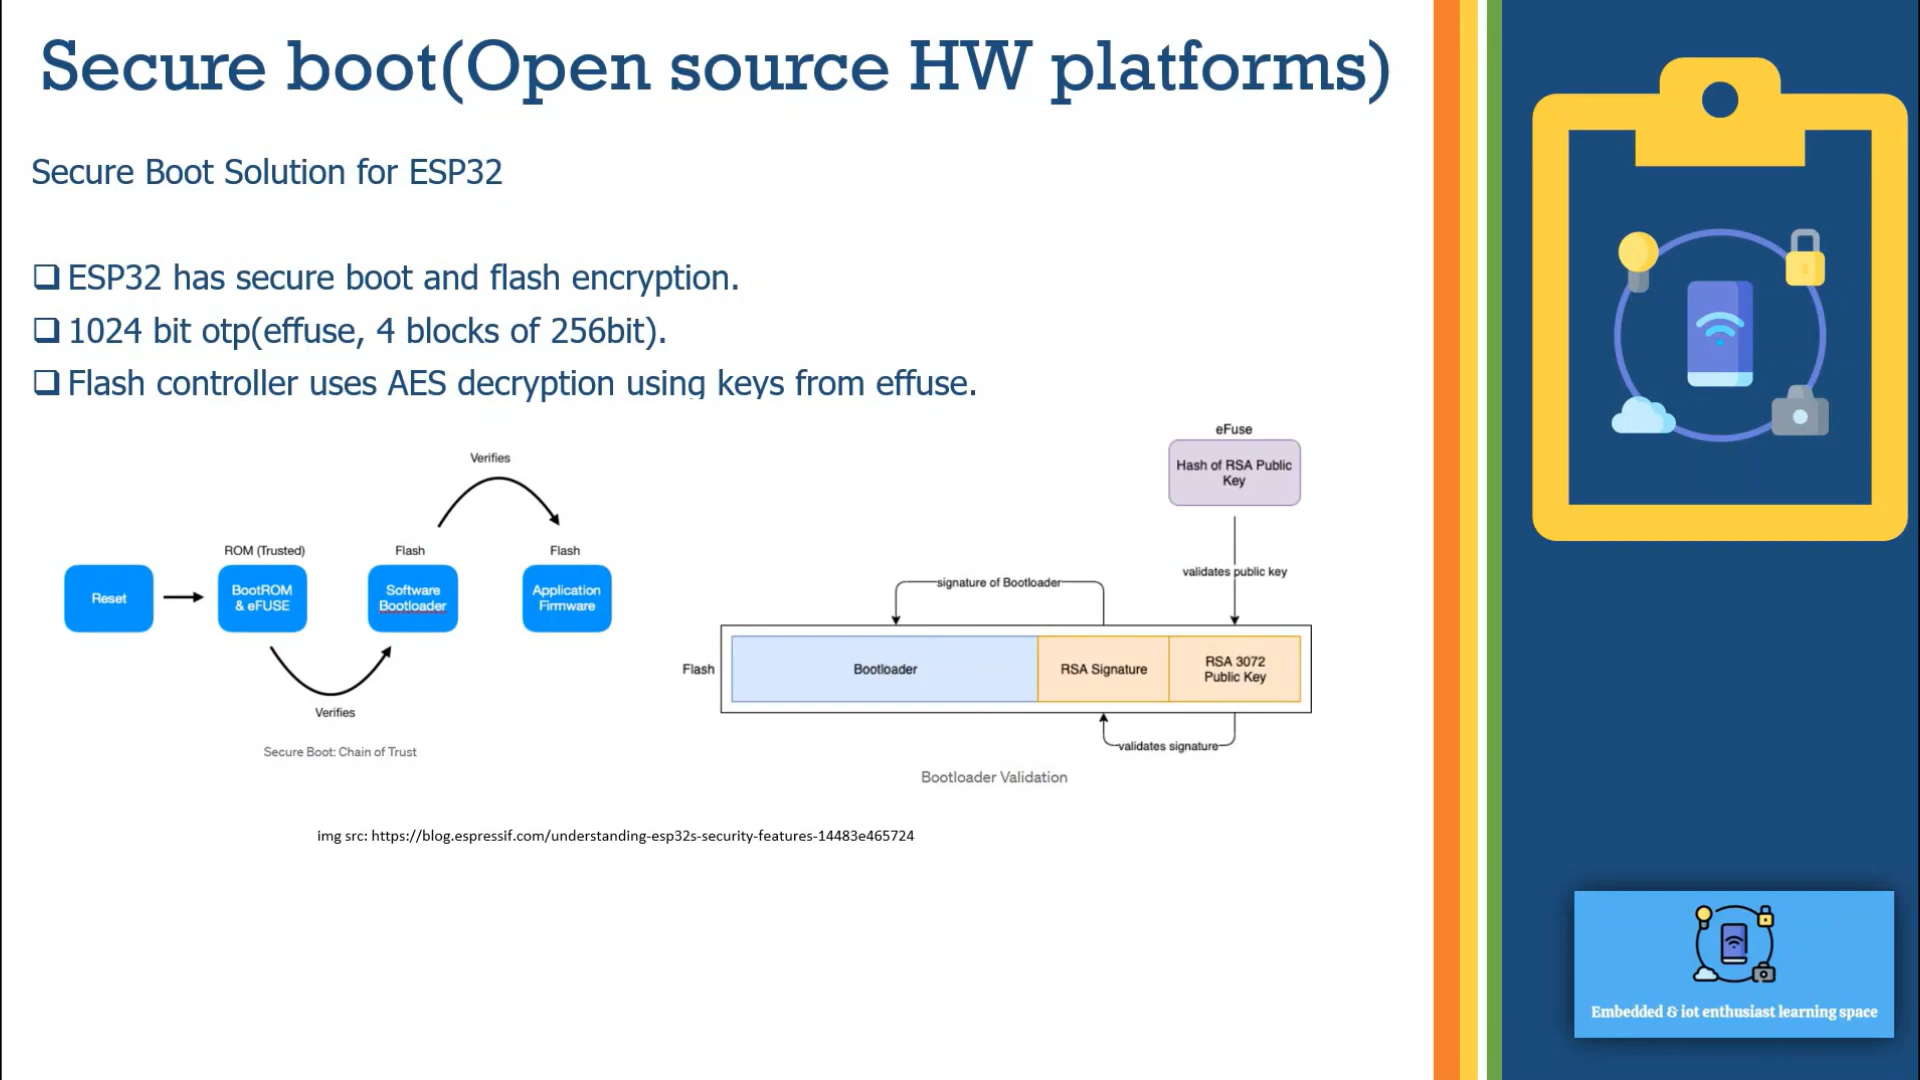 Secure boot(Open source HW platforms)
Secure Boot Solution for ESP32
❑ ESP32 has secure boot and flash encryption.
❑ 1024 bit otp(effuse, 4 blocks of 256bit).
❑ Flash controller uses AES decryption using keys from effuse.
Verifies
ROM (Trusted)
Flash
Flash
Reset
BootROM
& eFUSE
Software
Bootloader
Application
Firmware
Verifies
Secure Boot: Chain of Trust
eFuse
Hash of RSA Public
Key
validates public key
signature of Bootloader
Flash
Bootloader
RSA Signature
RSA 3072
Public Key
validates signature
Bootloader Validation
img src: https://blog.espressif.com/understanding-esp32s-security-features-14483e465724
Embedded & iot enthusiast learning space